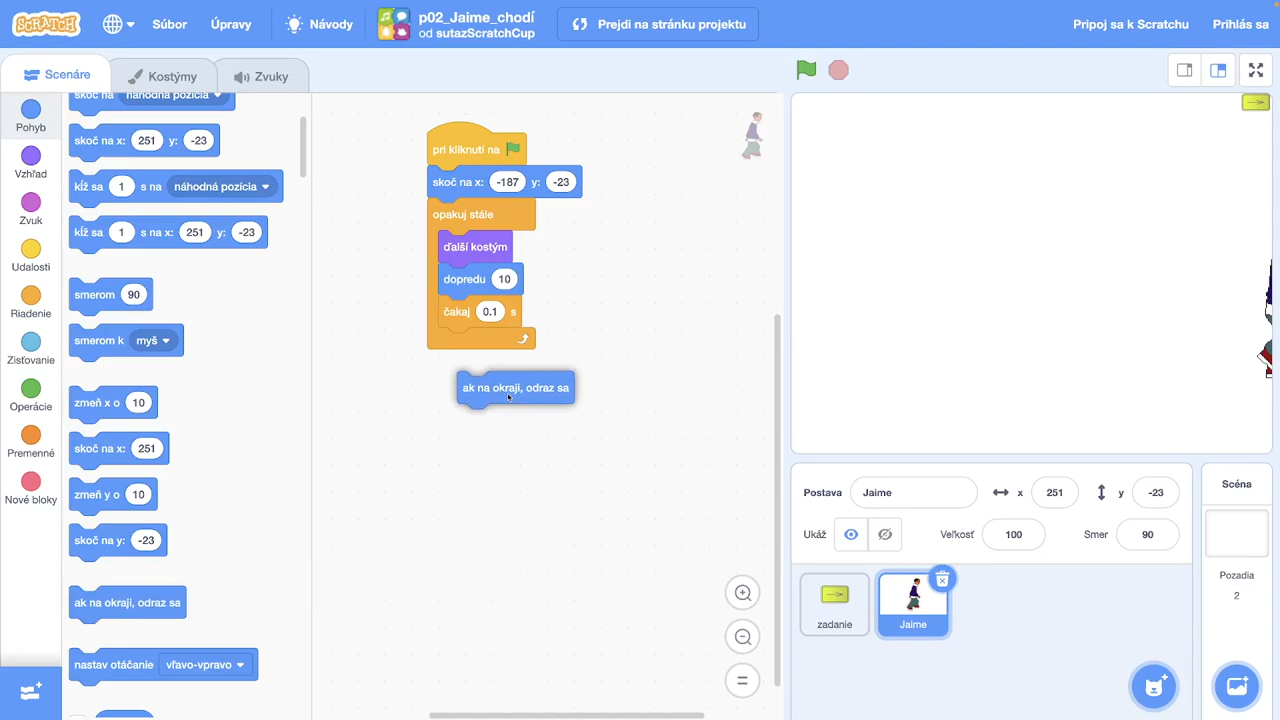 SCRATCH
Súbor
Úpravy
Návody
p02_Jaime_chodí
od sutazScratchCup
Prejdi na stránku projektu
Pripoj sa k Scratchu
Prihlás sa
Scenáre
Kostýmy
Zvuky
Pohyb
Vzhľad
Zvuk
Udalosti
Riadenie
Zisťovanie
Operácie
Premenné
Nové bloky
skoč na náhodná pozícia
skoč na x: 251 y: -23
kĺž sa 1 s na náhodná pozícia
kĺž sa 1 s na x: 251 y: -23
smerom 90
smerom k myš
zmeň x o 10
skoč na x: 251
zmeň y o 10
skoč na y: -23
ak na okraji, odraz sa
nastav otáčanie vľavo-vpravo
pri kliknutí na
skoč na x: -187 y: -23
opakuj stále
ďalší kostým
dopredu 10
čakaj 0.1 s
ak na okraji, odraz sa
Postava Jaime x 251 y -23
Ukáž Veľkosť 100 Smer 90
zadanie
Jaime
Scéna
Pozadia
2